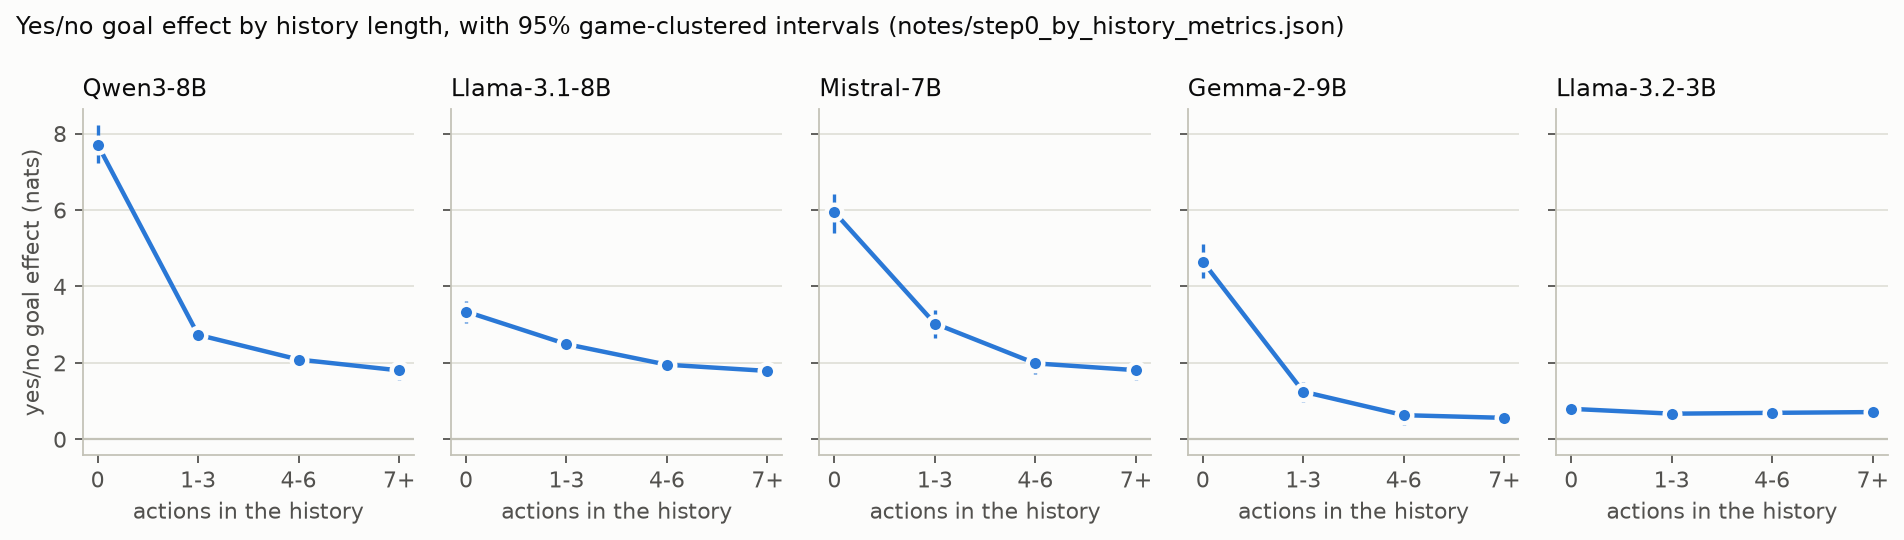 Yes/no goal effect by history length, with 95% game-clustered intervals (notes/step0_by_history_metrics.json)
Qwen3-8B
Llama-3.1-8B
Mistral-7B
Gemma-2-9B
Llama-3.2-3B
yes/no goal effect (nats)
8
6
4
2
0
0 1-3 4-6 7+
0 1-3 4-6 7+
0 1-3 4-6 7+
0 1-3 4-6 7+
0 1-3 4-6 7+
actions in the history
actions in the history
actions in the history
actions in the history
actions in the history